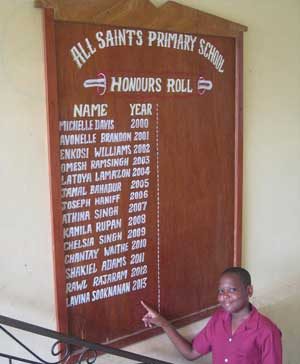 ALL SAINTS PRIMARY SCHOOL
HONOURS ROLL
NAME YEAR
MICHELLE DAVIS 2000
AVONELLE BRANDON 2001
ENKOSI WILLIAMS 2002
OMESH RAMSINGH 2003
LATOYA LAMAZON 2004
JAMAL BAHADUR 2005
JOSEPH HANIFF 2006
ATHINA SINGH 2007
KAMILA RUPAN 2008
CHELSIA SINGH 2009
CHANTAY WAITHE 2010
SHAKIEL ADAMS 2011
RAWL RAJARAM 2012
LAVINA SOOKNANAN 2013